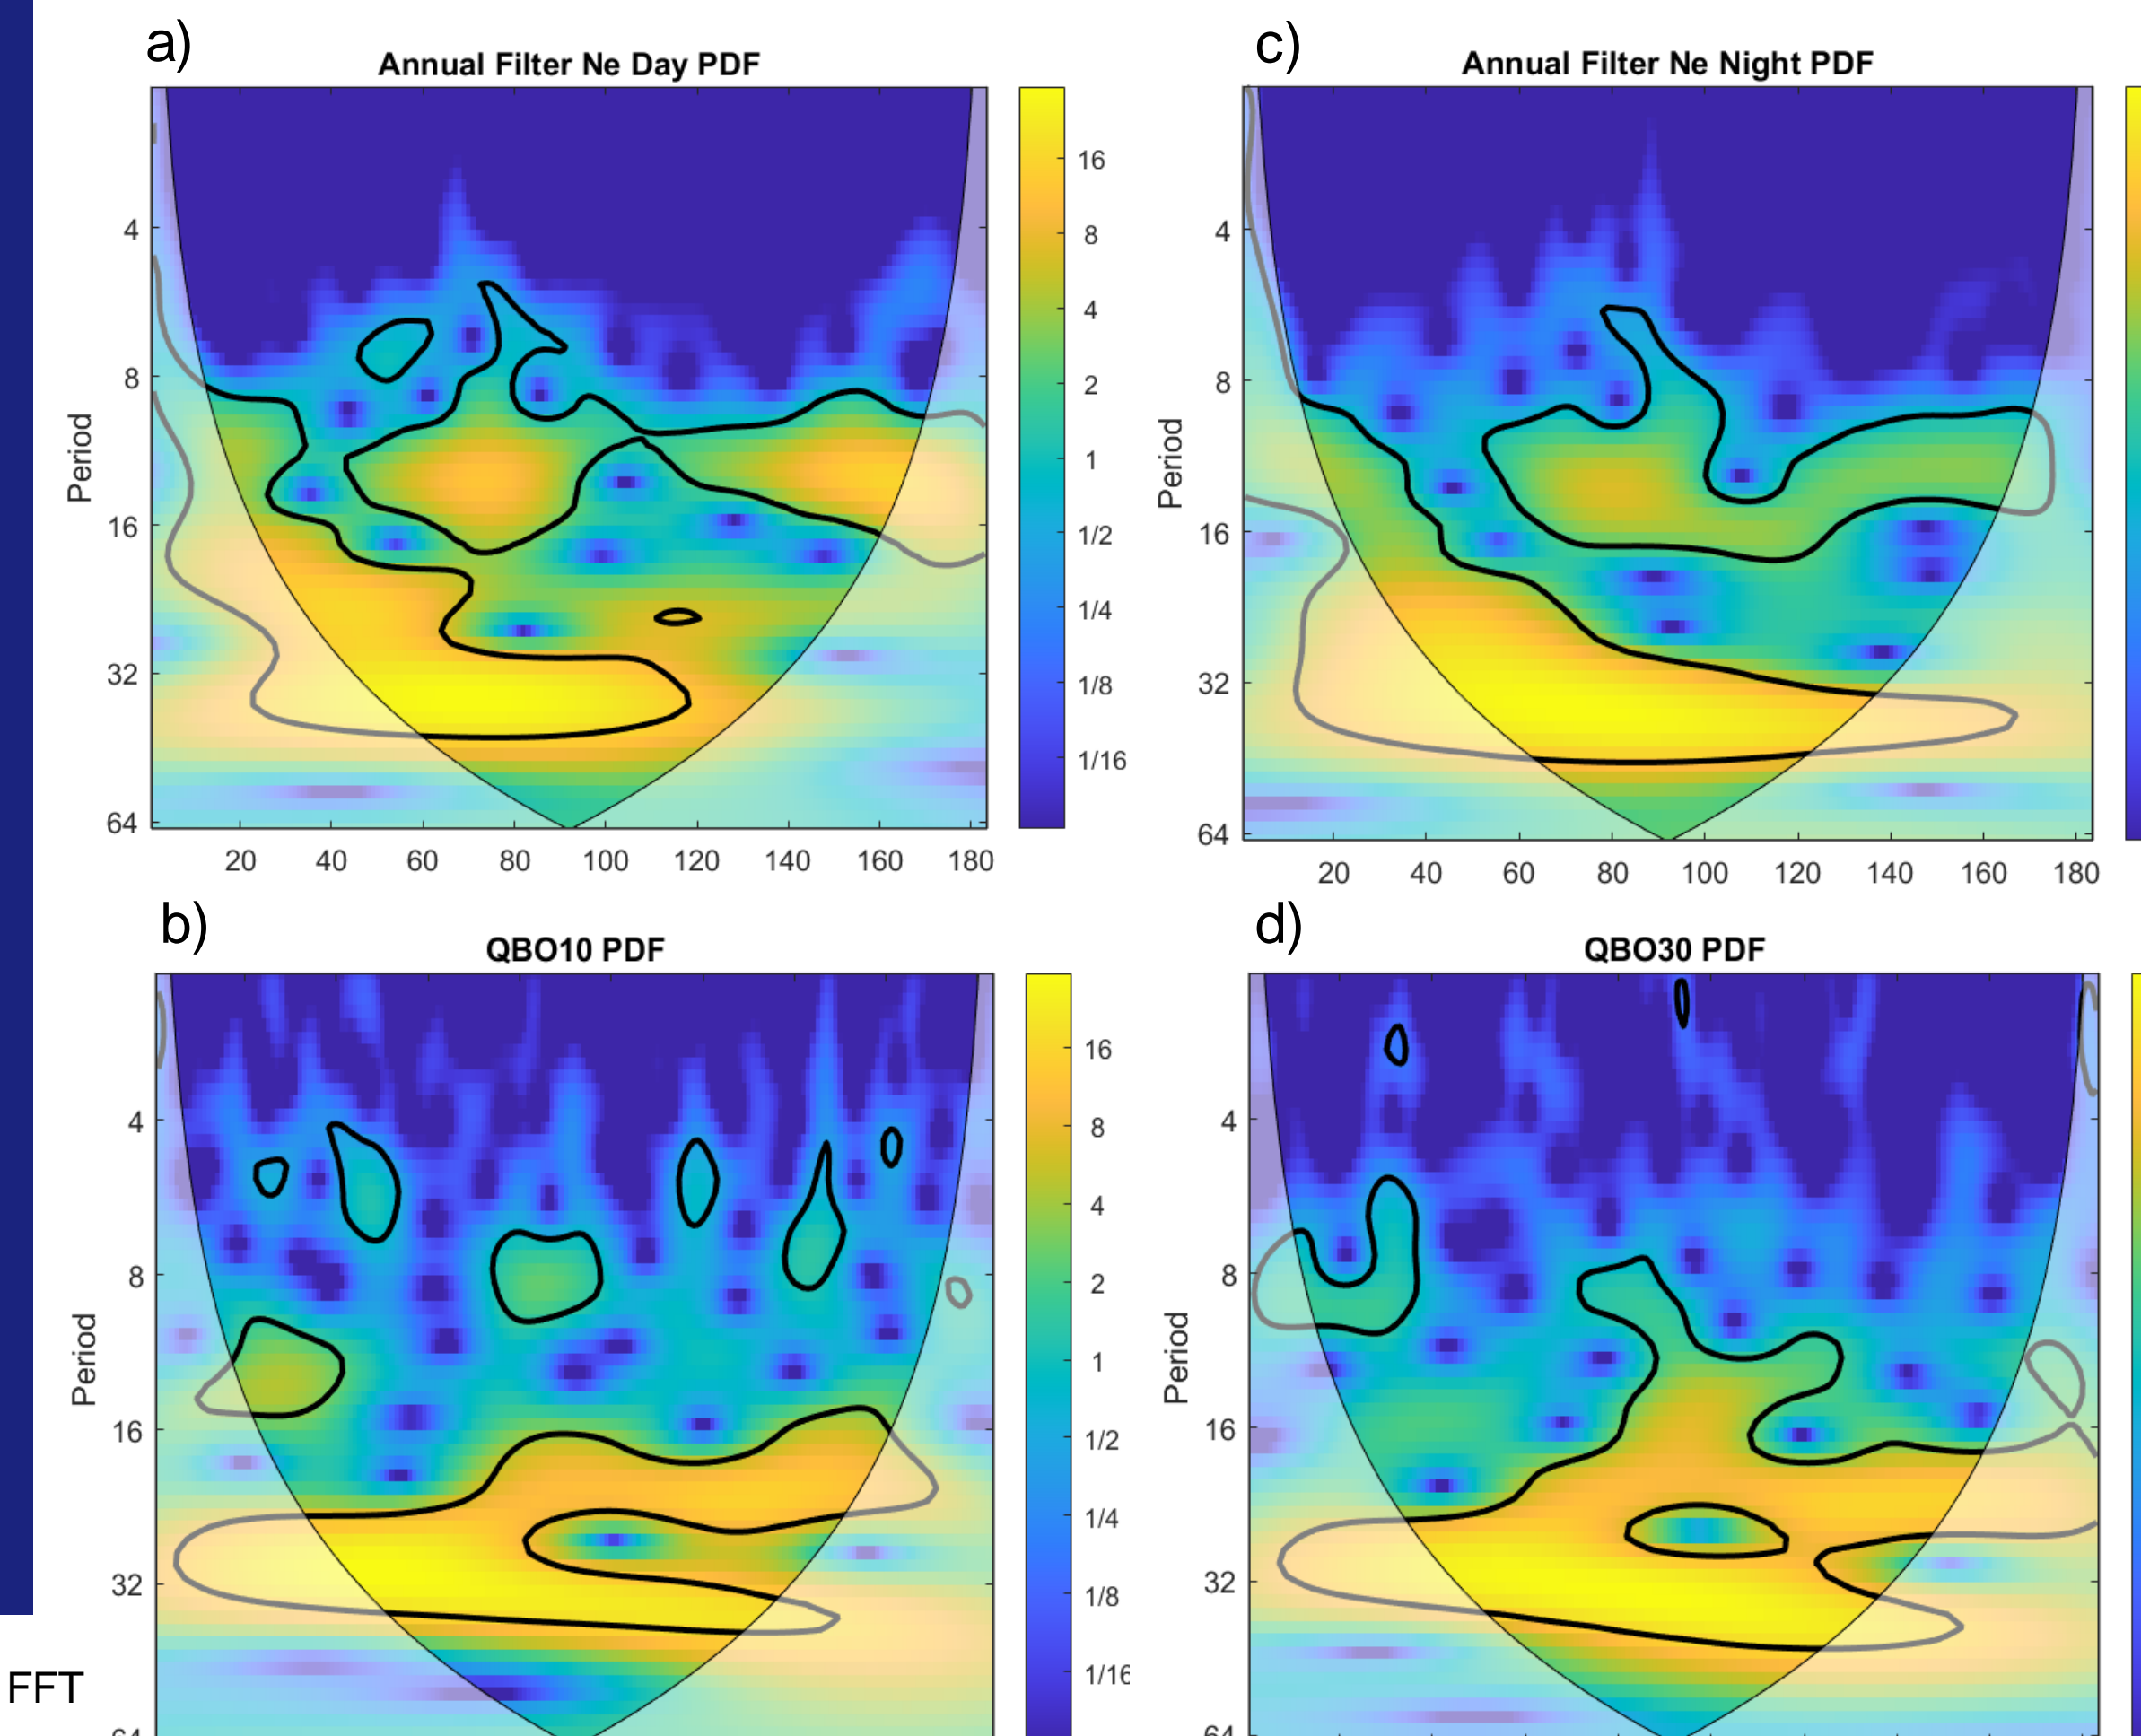 a)
Annual Filter Ne Day PDF
Period
4
8
16
32
64
20 40 60 80 100 120 140 160 180
16
8
4
2
1
1/2
1/4
1/8
1/16
c)
Annual Filter Ne Night PDF
Period
4
8
16
32
64
20 40 60 80 100 120 140 160 180
b)
QBO10 PDF
Period
4
8
16
32
64
16
8
4
2
1
1/2
1/4
1/8
1/16
d)
QBO30 PDF
Period
4
8
16
32
64
FFT